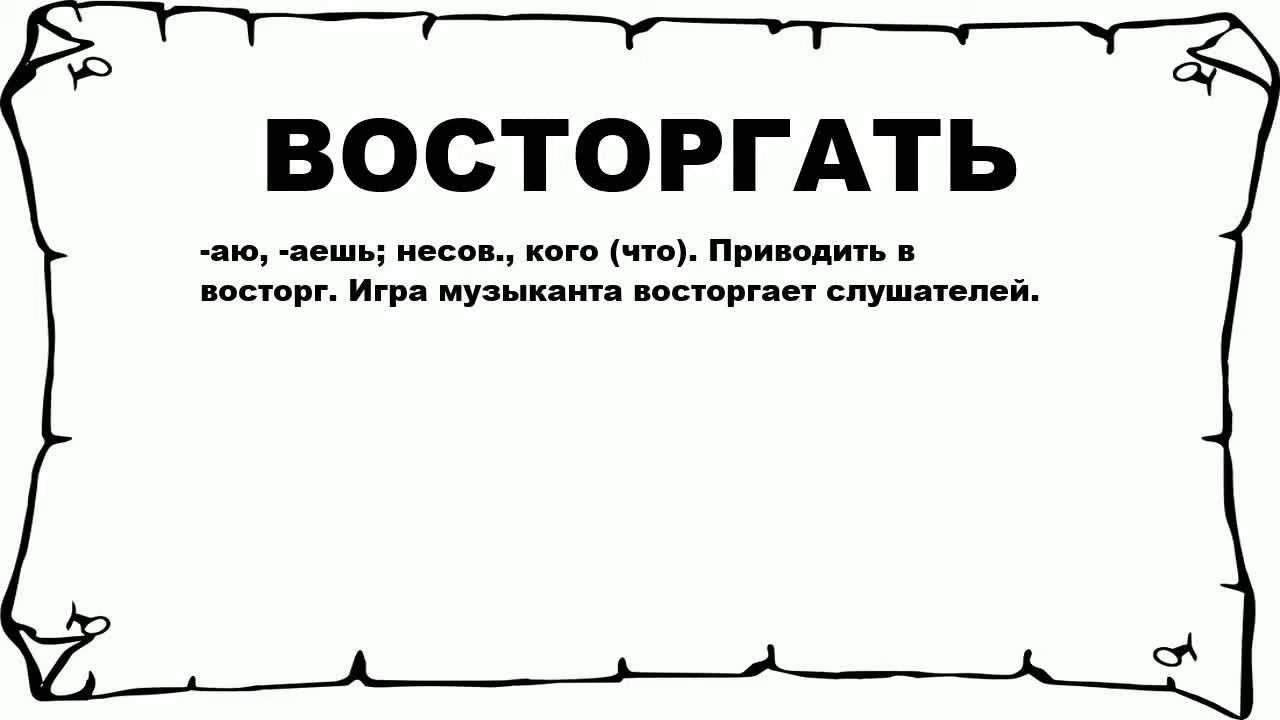 ВОСТОРГАТЬ
-аю, -аешь; несов., кого (что). Приводить в
восторг. Игра музыканта восторгает слушателей.